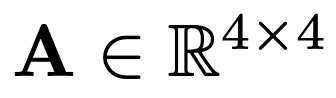 𝐀 ∈ ℝ^{4×4}